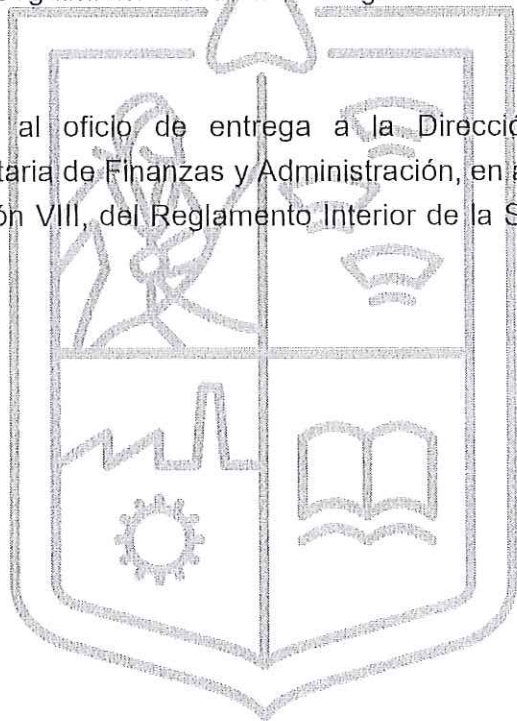 al oficio de entrega a la Direcció
taria de Finanzas y Administración, en a
ón VIII, del Reglamento Interior de la S